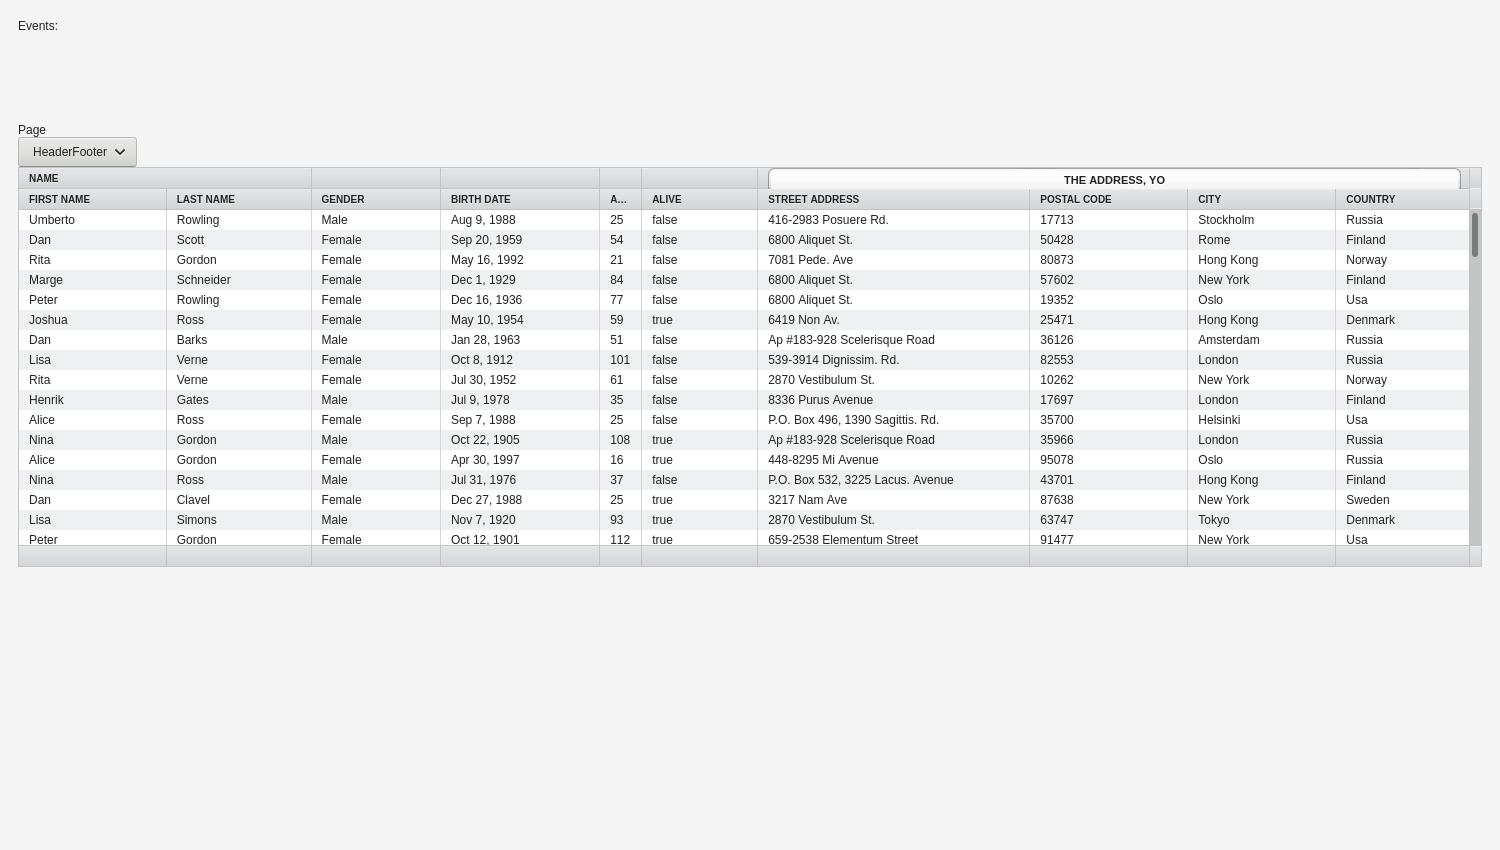 Events:
Page
HeaderFooter
NAME THE ADDRESS, YO
FIRST NAME LAST NAME GENDER BIRTH DATE A… ALIVE STREET ADDRESS POSTAL CODE CITY COUNTRY
Umberto Rowling Male Aug 9, 1988 25 false 416-2983 Posuere Rd. 17713 Stockholm Russia
Dan Scott Female Sep 20, 1959 54 false 6800 Aliquet St. 50428 Rome Finland
Rita Gordon Female May 16, 1992 21 false 7081 Pede. Ave 80873 Hong Kong Norway
Marge Schneider Female Dec 1, 1929 84 false 6800 Aliquet St. 57602 New York Finland
Peter Rowling Female Dec 16, 1936 77 false 6800 Aliquet St. 19352 Oslo Usa
Joshua Ross Female May 10, 1954 59 true 6419 Non Av. 25471 Hong Kong Denmark
Dan Barks Male Jan 28, 1963 51 false Ap #183-928 Scelerisque Road 36126 Amsterdam Russia
Lisa Verne Female Oct 8, 1912 101 false 539-3914 Dignissim. Rd. 82553 London Russia
Rita Verne Female Jul 30, 1952 61 false 2870 Vestibulum St. 10262 New York Norway
Henrik Gates Male Jul 9, 1978 35 false 8336 Purus Avenue 17697 London Finland
Alice Ross Female Sep 7, 1988 25 false P.O. Box 496, 1390 Sagittis. Rd. 35700 Helsinki Usa
Nina Gordon Male Oct 22, 1905 108 true Ap #183-928 Scelerisque Road 35966 London Russia
Alice Gordon Female Apr 30, 1997 16 true 448-8295 Mi Avenue 95078 Oslo Russia
Nina Ross Male Jul 31, 1976 37 false P.O. Box 532, 3225 Lacus. Avenue 43701 Hong Kong Finland
Dan Clavel Female Dec 27, 1988 25 true 3217 Nam Ave 87638 New York Sweden
Lisa Simons Male Nov 7, 1920 93 true 2870 Vestibulum St. 63747 Tokyo Denmark
Peter Gordon Female Oct 12, 1901 112 true 659-2538 Elementum Street 91477 New York Usa